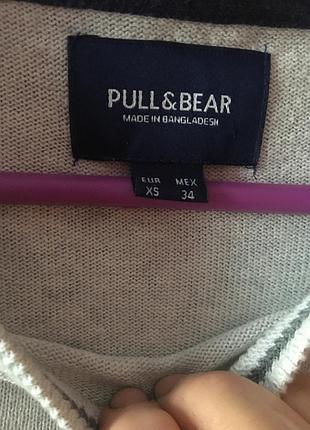 PULL&BEAR
MADE IN BANGLADESH
EUR MEX
XS 34